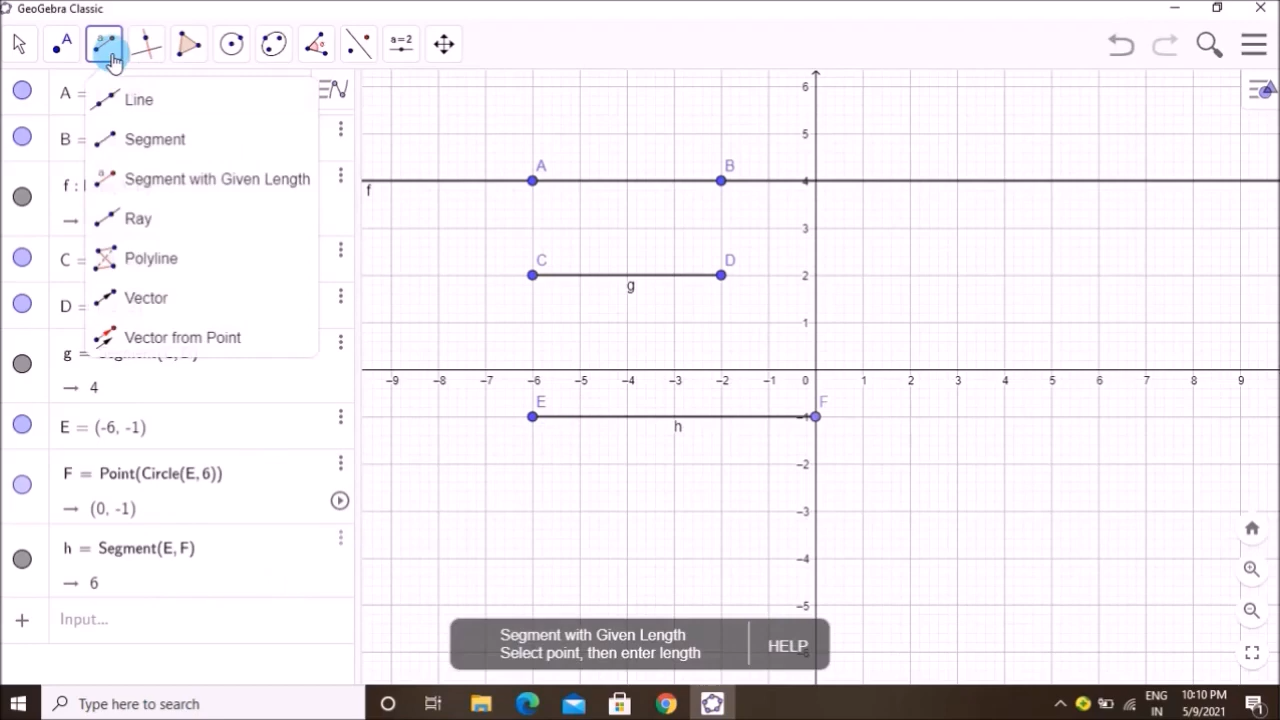 GeoGebra Classic
A
a=2
A =
B =
f :
→
C =
D =
g =
→ 4
E = (-6, -1)
F = Point(Circle(E, 6))
→ (0, -1)
h = Segment(E, F)
→ 6
+ Input...
Line
Segment
Segment with Given Length
Ray
Polyline
Vector
Vector from Point
6
5
A B
f 4
3
C D
g 2
1
−9 −8 −7 −6 −5 −4 −3 −2 −1 0 1 2 3 4 5 6 7 8 9
E F
h −1
−2
−3
−4
−5
Segment with Given Length
Select point, then enter length
HELP
Type here to search
ENG
IN
10:10 PM
5/9/2021
1